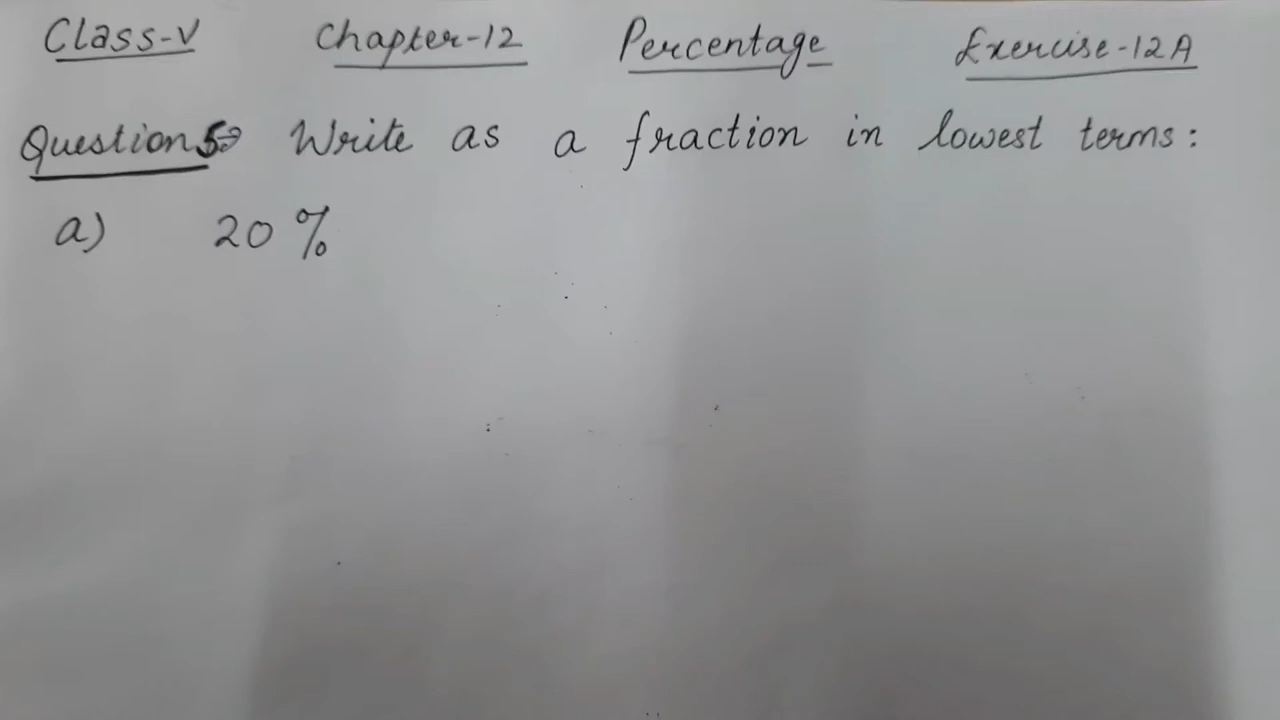 Class-V Chapter-12 Percentage Exercise-12A
Question 5⇒ Write as a fraction in lowest terms:
a) 20%